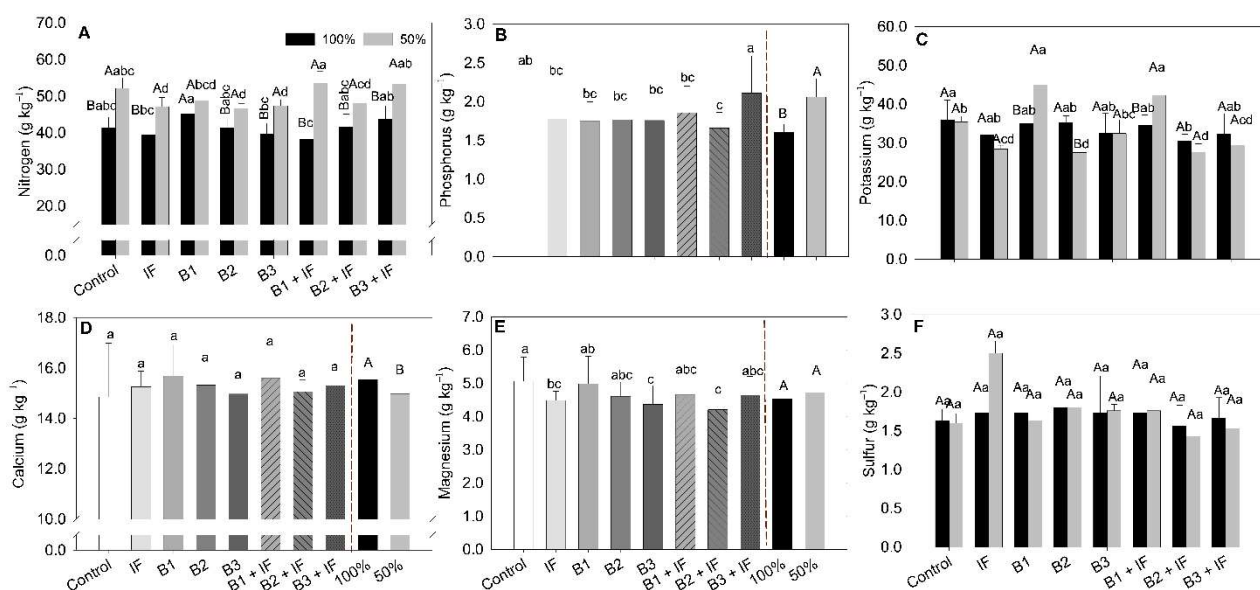 A
Nitrogen (g kg⁻¹)
70.0
60.0
50.0
40.0
30.0
20.0
0.0
100% 50%
Babc Aabc Bbc Ad Aa Abcd Babc Ad Bbc Ad Bc Aa Babc Acd Bab Aab
Control IF B1 B2 B3 B1 + IF B2 + IF B3 + IF
B
Phosphorus (g kg⁻¹)
3.0
2.5
2.0
1.5
1.0
0.5
0.0
ab bc bc bc bc bc c a B A
C
Potassium (g kg⁻¹)
60.0
50.0
40.0
30.0
20.0
10.0
0.0
Aa Ab Aab Acd Bab Aa Aab Bd Aab Abc Bab Aa Ab Ad Aab Acd
D
Calcium (g kg⁻¹)
18.0
16.0
14.0
12.0
10.0
0.0
a a a a a a a a A B
Control IF B1 B2 B3 B1 + IF B2 + IF B3 + IF 100% 50%
E
Magnesium (g kg⁻¹)
7.0
6.0
5.0
4.0
3.0
2.0
1.0
0.0
a bc ab abc c abc c abc A A
Control IF B1 B2 B3 B1 + IF B2 + IF B3 + IF 100% 50%
F
Sulfur (g kg⁻¹)
3.0
2.5
2.0
1.5
1.0
0.5
0.0
Aa Aa Aa Aa Aa Aa Aa Aa Aa Aa Aa Aa Aa Aa Aa Aa
Control IF B1 B2 B3 B1 + IF B2 + IF B3 + IF